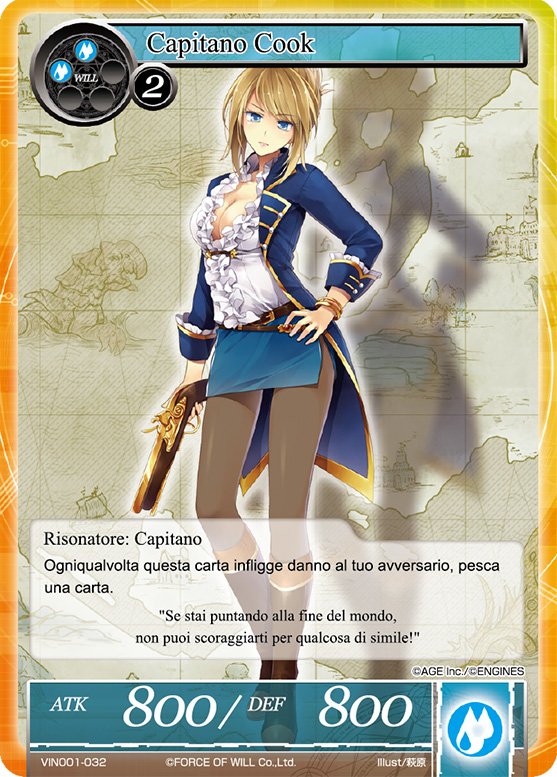 Capitano Cook
WILL
2
Risonatore: Capitano
Ogniqualvolta questa carta infligge danno al tuo avversario, pesca
una carta.
"Se stai puntando alla fine del mondo,
non puoi scoraggiarti per qualcosa di simile!"
©AGE Inc./©ENGINES
ATK 800/ DEF 800
VIN001-032 ©FORCE OF WILL Co.,Ltd. Illust/萩原